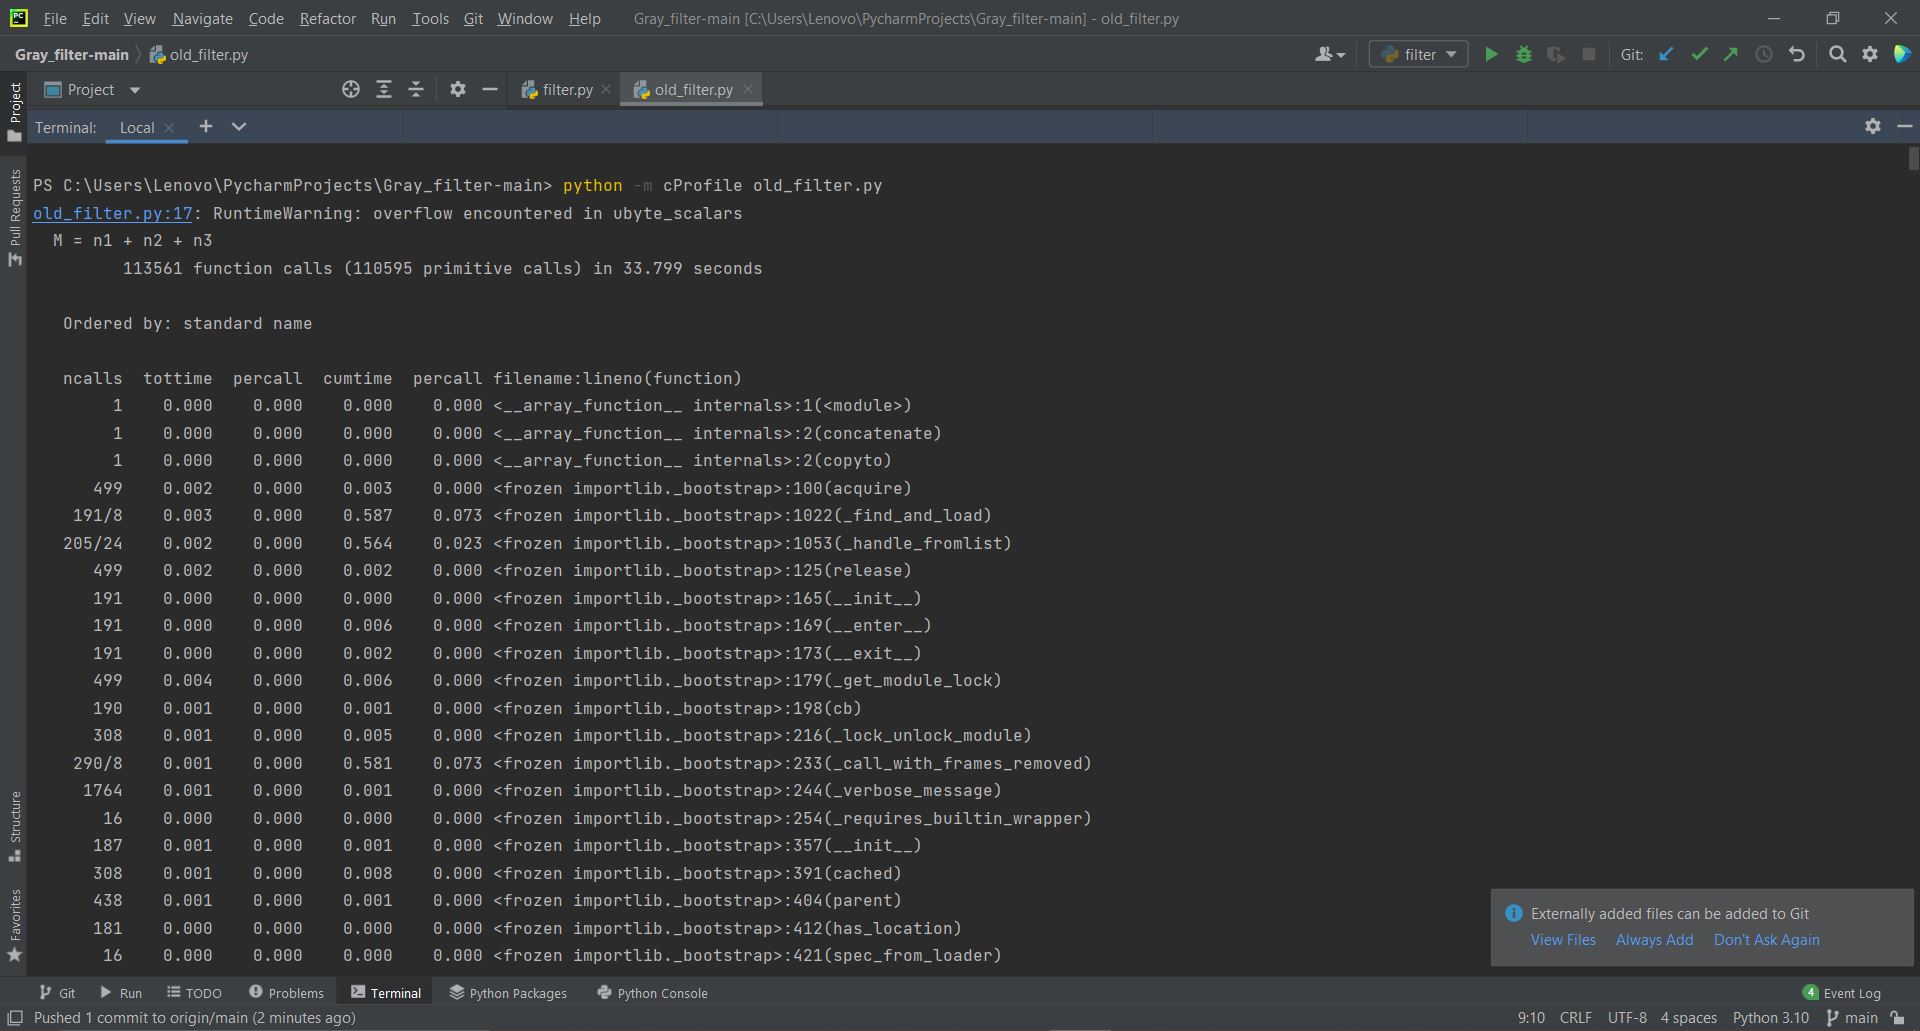 File Edit View Navigate Code Refactor Run Tools Git Window Help Gray_filter-main [C:\Users\Lenovo\PycharmProjects\Gray_filter-main] - old_filter.py
Gray_filter-main old_filter.py filter Git:
Project filter.py old_filter.py
Terminal: Local
PS C:\Users\Lenovo\PycharmProjects\Gray_filter-main> python -m cProfile old_filter.py
old_filter.py:17: RuntimeWarning: overflow encountered in ubyte_scalars
M = n1 + n2 + n3
113561 function calls (110595 primitive calls) in 33.799 seconds
Ordered by: standard name
ncalls tottime percall cumtime percall filename:lineno(function)
1 0.000 0.000 0.000 0.000 <__array_function__ internals>:1(<module>)
1 0.000 0.000 0.000 0.000 <__array_function__ internals>:2(concatenate)
1 0.000 0.000 0.000 0.000 <__array_function__ internals>:2(copyto)
499 0.002 0.000 0.003 0.000 <frozen importlib._bootstrap>:100(acquire)
191/8 0.003 0.000 0.587 0.073 <frozen importlib._bootstrap>:1022(_find_and_load)
205/24 0.002 0.000 0.564 0.023 <frozen importlib._bootstrap>:1053(_handle_fromlist)
499 0.002 0.000 0.002 0.000 <frozen importlib._bootstrap>:125(release)
191 0.000 0.000 0.000 0.000 <frozen importlib._bootstrap>:165(__init__)
191 0.000 0.000 0.006 0.000 <frozen importlib._bootstrap>:169(__enter__)
191 0.000 0.000 0.002 0.000 <frozen importlib._bootstrap>:173(__exit__)
499 0.004 0.000 0.006 0.000 <frozen importlib._bootstrap>:179(_get_module_lock)
190 0.001 0.000 0.001 0.000 <frozen importlib._bootstrap>:198(cb)
308 0.001 0.000 0.005 0.000 <frozen importlib._bootstrap>:216(_lock_unlock_module)
290/8 0.001 0.000 0.581 0.073 <frozen importlib._bootstrap>:233(_call_with_frames_removed)
1764 0.001 0.000 0.001 0.000 <frozen importlib._bootstrap>:244(_verbose_message)
16 0.000 0.000 0.000 0.000 <frozen importlib._bootstrap>:254(_requires_builtin_wrapper)
187 0.001 0.000 0.001 0.000 <frozen importlib._bootstrap>:357(__init__)
308 0.001 0.000 0.008 0.000 <frozen importlib._bootstrap>:391(cached)
438 0.001 0.000 0.001 0.000 <frozen importlib._bootstrap>:404(parent)
181 0.000 0.000 0.000 0.000 <frozen importlib._bootstrap>:412(has_location)
16 0.000 0.000 0.000 0.000 <frozen importlib._bootstrap>:421(spec_from_loader)
Project
Pull Requests
Structure
Favorites
Externally added files can be added to Git
View Files Always Add Don't Ask Again
Git Run TODO Problems Terminal Python Packages Python Console 4 Event Log
Pushed 1 commit to origin/main (2 minutes ago) 9:10 CRLF UTF-8 4 spaces Python 3.10 main